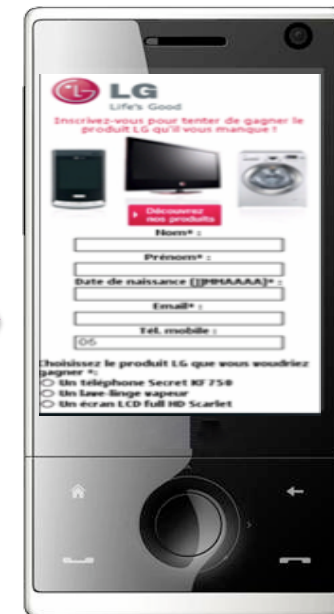 LG
Life's Good
Inscrivez-vous pour tenter de gagner le
produit LG qu'il vous manque !
Découvrez
nos produits
Nom* :
Prénom* :
Date de naissance (JJMMAAAA)* :
Email* :
Tél. mobile :
06
Choisissez le produit LG que vous voudriez
gagner *:
Un téléphone Secret KF750
Un lave-linge vapeur
Un écran LCD full HD Scarlet